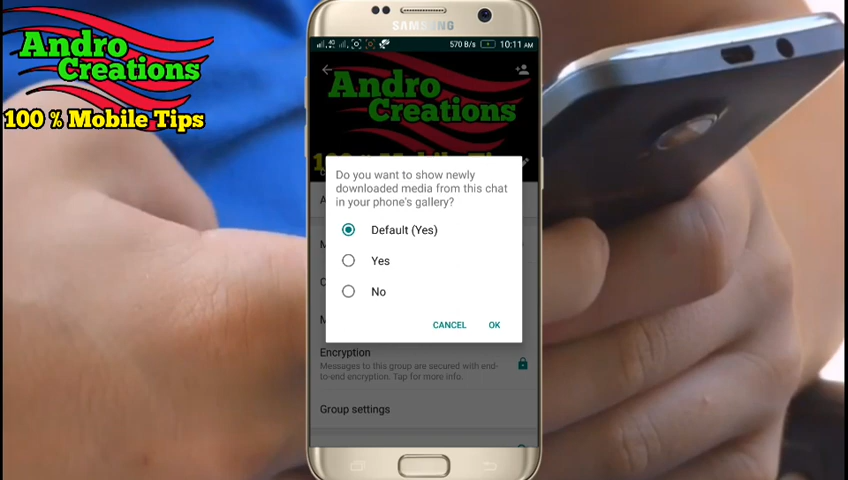 Andro
Creations
100 % Mobile Tips
SAMSUNG
4G
570 B/s
10:11 AM
Andro
Creations
Do you want to show newly
downloaded media from this chat
in your phone's gallery?
Default (Yes)
Yes
No
CANCEL
OK
Encryption
Messages to this group are secured with end-
to-end encryption. Tap for more info.
Group settings